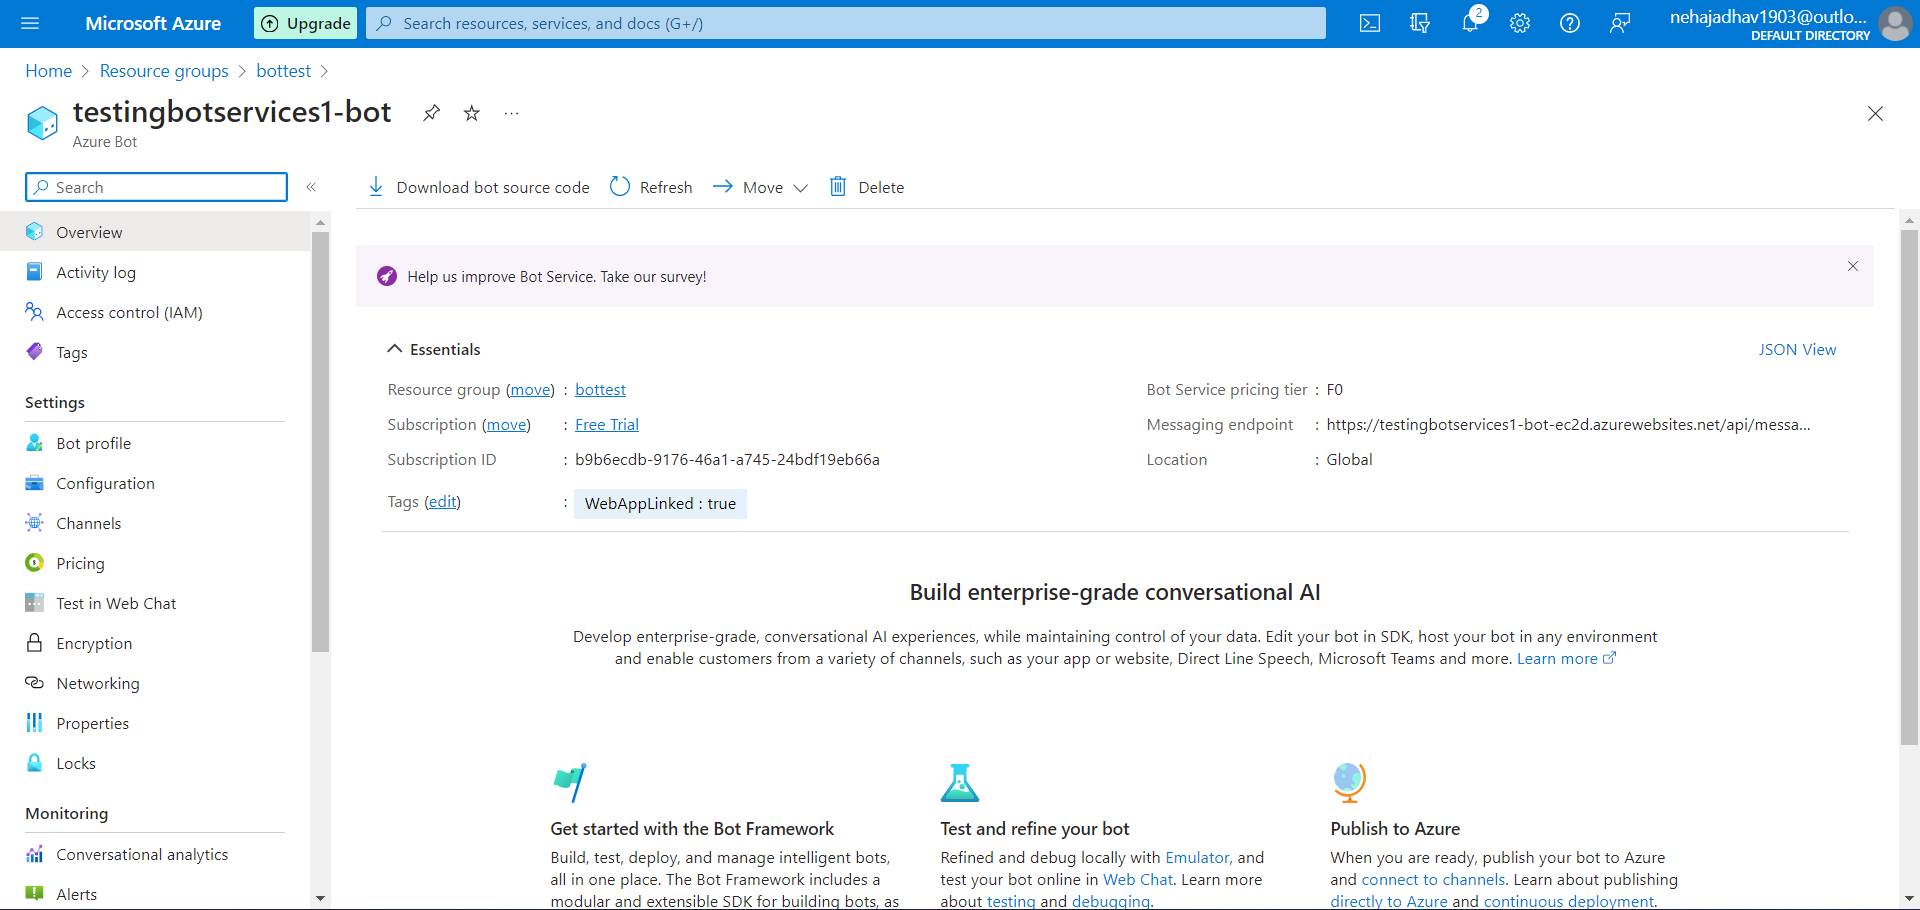 Microsoft Azure
Upgrade
Search resources, services, and docs (G+/)
2
nehajadhav1903@outlo...
DEFAULT DIRECTORY
Home > Resource groups > bottest >
testingbotservices1-bot
...
Azure Bot
Search
«
Download bot source code
Refresh
Move
Delete
Overview
Activity log
Access control (IAM)
Tags
Settings
Bot profile
Configuration
Channels
Pricing
Test in Web Chat
Encryption
Networking
Properties
Locks
Monitoring
Conversational analytics
Alerts
Help us improve Bot Service. Take our survey!
Essentials
JSON View
Resource group (move) : bottest
Subscription (move) : Free Trial
Subscription ID : b9b6ecdb-9176-46a1-a745-24bdf19eb66a
Tags (edit) : WebAppLinked : true
Bot Service pricing tier : F0
Messaging endpoint : https://testingbotservices1-bot-ec2d.azurewebsites.net/api/messa...
Location : Global
Build enterprise-grade conversational AI
Develop enterprise-grade, conversational AI experiences, while maintaining control of your data. Edit your bot in SDK, host your bot in any environment
and enable customers from a variety of channels, such as your app or website, Direct Line Speech, Microsoft Teams and more. Learn more
Get started with the Bot Framework
Build, test, deploy, and manage intelligent bots,
all in one place. The Bot Framework includes a
modular and extensible SDK for building bots, as
Test and refine your bot
Refined and debug locally with Emulator, and
test your bot online in Web Chat. Learn more
about testing and debugging.
Publish to Azure
When you are ready, publish your bot to Azure
and connect to channels. Learn about publishing
directly to Azure and continuous deployment.